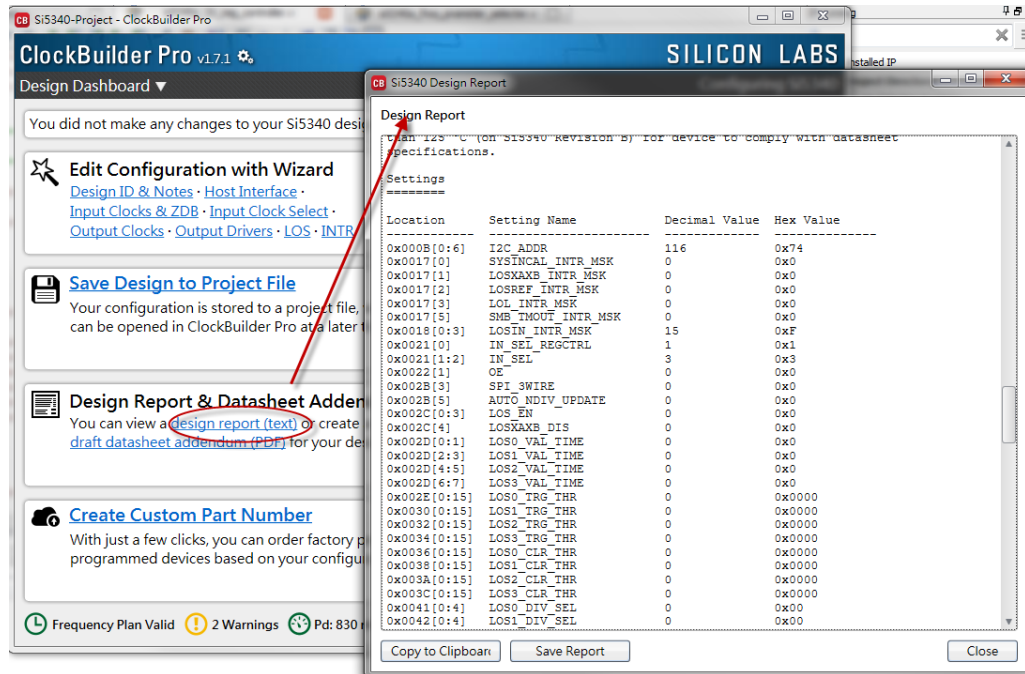 Si5340-Project - ClockBuilder Pro
ClockBuilder Pro v1.7.1
SILICON LABS
Design Dashboard ▼
You did not make any changes to your Si5340 desi
Edit Configuration with Wizard
Design ID & Notes · Host Interface ·
Input Clocks & ZDB · Input Clock Select ·
Output Clocks · Output Drivers · LOS · INTR
Save Design to Project File
Your configuration is stored to a project file,
can be opened in ClockBuilder Pro at a later t
Design Report & Datasheet Adden
You can view a design report (text) or create
draft datasheet addendum (PDF) for your de
Create Custom Part Number
With just a few clicks, you can order factory p
programmed devices based on your configu
Frequency Plan Valid 2 Warnings Pd: 830
nstalled IP
Si5340 Design Report
Design Report
than 125 °C (on Si5340 Revision B) for device to comply with datasheet
specifications.
Settings
========
Location Setting Name Decimal Value Hex Value
------------ ---------------------- ------------- --------------
0x000B[0:6] I2C_ADDR 116 0x74
0x0017[0] SYSINCAL_INTR_MSK 0 0x0
0x0017[1] LOSXAXB_INTR_MSK 0 0x0
0x0017[2] LOSREF_INTR_MSK 0 0x0
0x0017[3] LOL_INTR_MSK 0 0x0
0x0017[5] SMB_TMOUT_INTR_MSK 0 0x0
0x0018[0:3] LOSIN_INTR_MSK 15 0xF
0x0021[0] IN_SEL_REGCTRL 1 0x1
0x0021[1:2] IN_SEL 3 0x3
0x0022[1] OE 0 0x0
0x002B[3] SPI_3WIRE 0 0x0
0x002B[5] AUTO_NDIV_UPDATE 0 0x0
0x002C[0:3] LOS_EN 0 0x0
0x002C[4] LOSXAXB_DIS 0 0x0
0x002D[0:1] LOS0_VAL_TIME 0 0x0
0x002D[2:3] LOS1_VAL_TIME 0 0x0
0x002D[4:5] LOS2_VAL_TIME 0 0x0
0x002D[6:7] LOS3_VAL_TIME 0 0x0
0x002E[0:15] LOS0_TRG_THR 0 0x0000
0x0030[0:15] LOS1_TRG_THR 0 0x0000
0x0032[0:15] LOS2_TRG_THR 0 0x0000
0x0034[0:15] LOS3_TRG_THR 0 0x0000
0x0036[0:15] LOS0_CLR_THR 0 0x0000
0x0038[0:15] LOS1_CLR_THR 0 0x0000
0x003A[0:15] LOS2_CLR_THR 0 0x0000
0x003C[0:15] LOS3_CLR_THR 0 0x0000
0x0041[0:4] LOS0_DIV_SEL 0 0x00
0x0042[0:4] LOS1_DIV_SEL 0 0x00
Copy to Clipboard Save Report Close